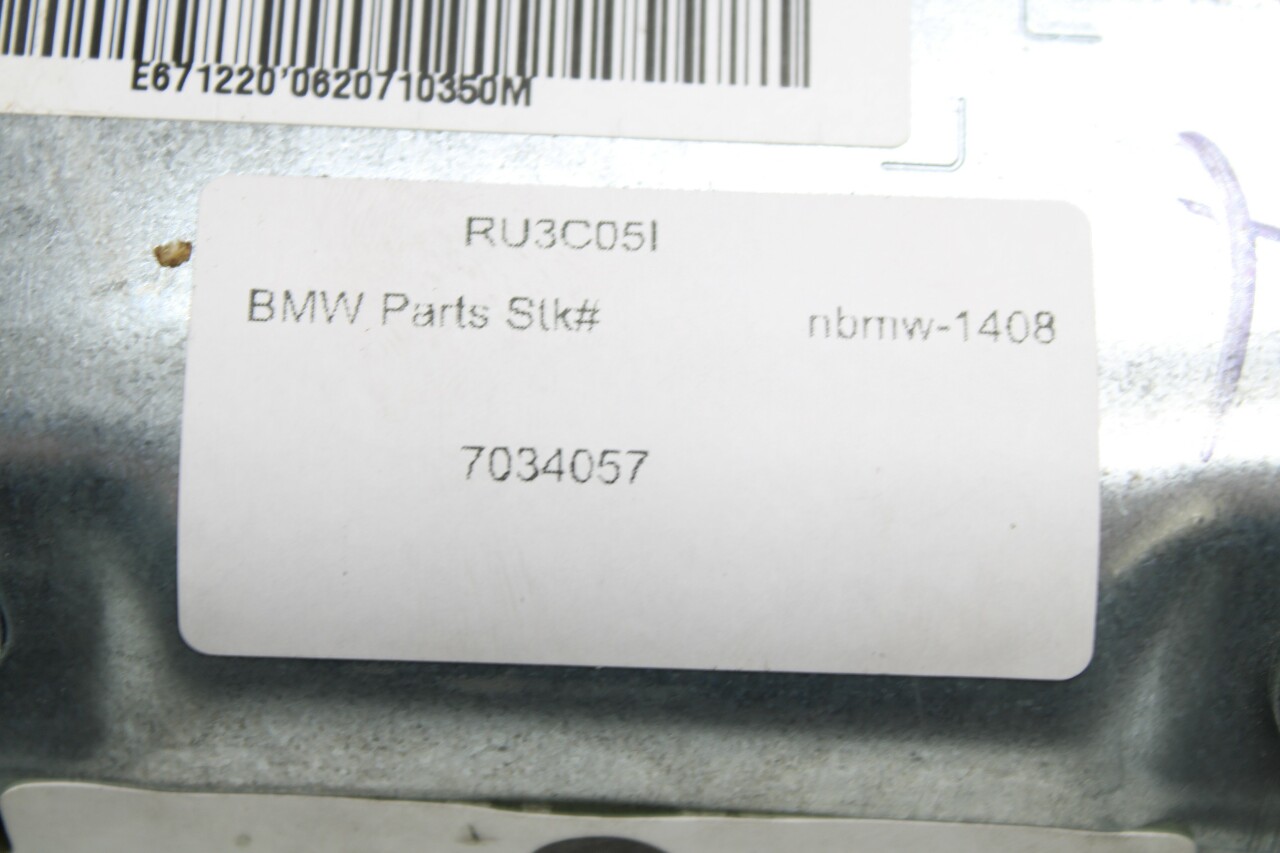 E671220'0620710350M
RU3C05I
BMW Parts Stk# nbmw-1408
7034057